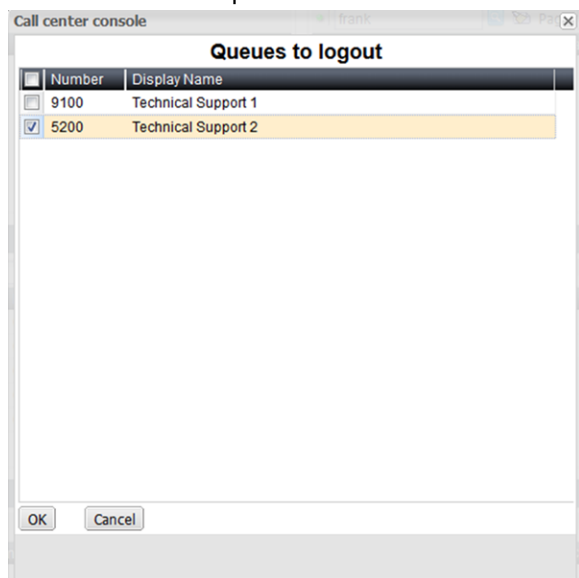 Call center console frank Pag
Queues to logout
Number Display Name
9100 Technical Support 1
5200 Technical Support 2
OK Cancel